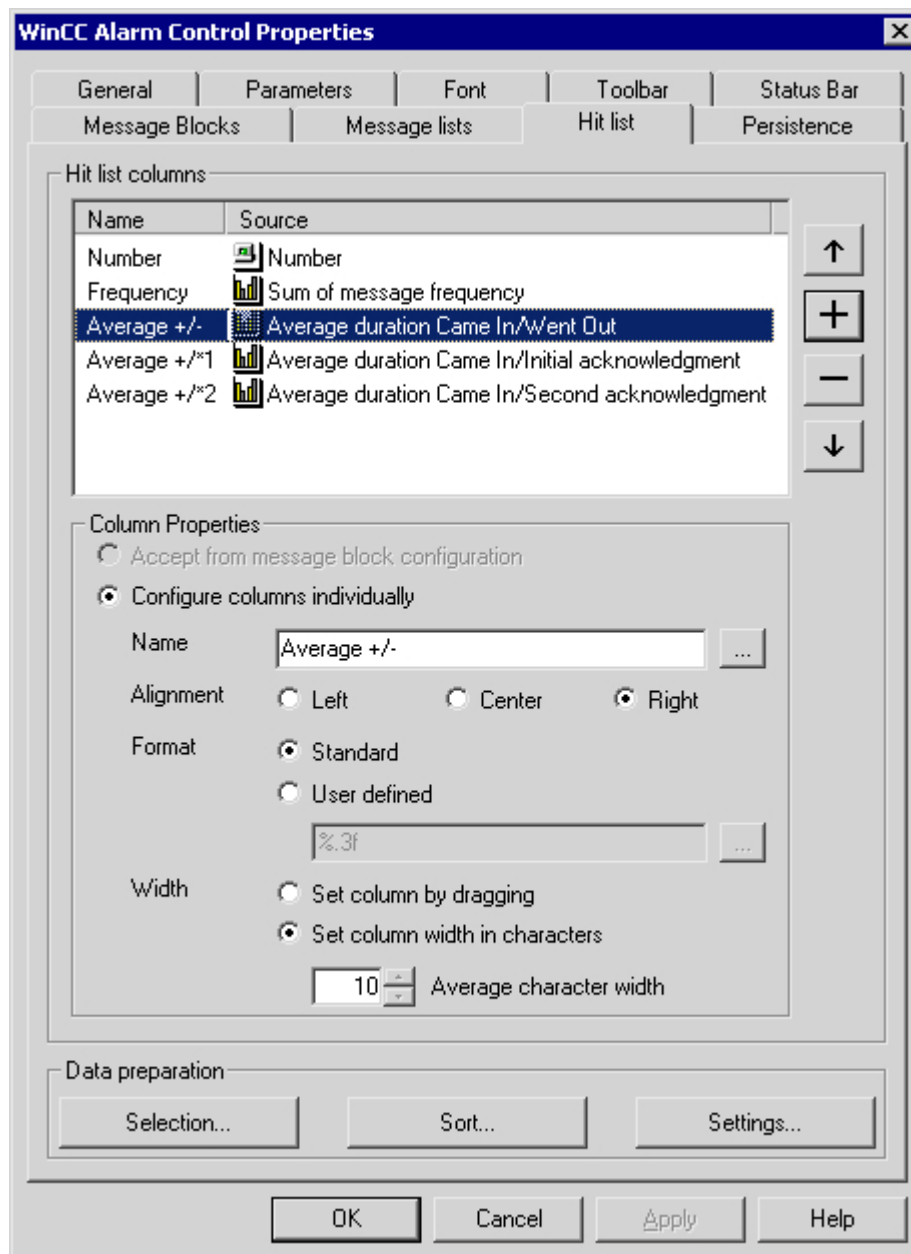 WinCC Alarm Control Properties
General Parameters Font Toolbar Status Bar
Message Blocks Message lists Hit list Persistence
Hit list columns
Name Source
Number Number
Frequency Sum of message frequency
Average +/- Average duration Came In/Went Out
Average +/*1 Average duration Came In/Initial acknowledgment
Average +/*2 Average duration Came In/Second acknowledgment
Column Properties
Accept from message block configuration
Configure columns individually
Name Average +/- ...
Alignment Left Center Right
Format Standard
User defined
%.3f ...
Width Set column by dragging
Set column width in characters
10 Average character width
Data preparation
Selection... Sort... Settings...
OK Cancel Apply Help